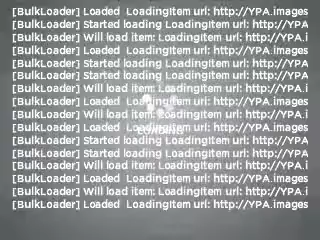 [BulkLoader] Loaded LoadingItem url: http://YPA.images
[BulkLoader] Started loading LoadingItem url: http://YPA
[BulkLoader] Will load item: LoadingItem url: http://YPA.i
[BulkLoader] Loaded LoadingItem url: http://YPA.images
[BulkLoader] Started loading LoadingItem url: http://YPA
[BulkLoader] Started loading LoadingItem url: http://YPA
[BulkLoader] Will load item: LoadingItem url: http://YPA.i
[BulkLoader] Loaded LoadingItem url: http://YPA.images
[BulkLoader] Will load item: LoadingItem url: http://YPA.i
[BulkLoader] Loaded LoadingItem url: http://YPA.images
LOADING
[BulkLoader] Started loading LoadingItem url: http://YPA
[BulkLoader] Started loading LoadingItem url: http://YPA
[BulkLoader] Will load item: LoadingItem url: http://YPA.i
[BulkLoader] Loaded LoadingItem url: http://YPA.images
[BulkLoader] Will load item: LoadingItem url: http://YPA.i
[BulkLoader] Loaded LoadingItem url: http://YPA.images